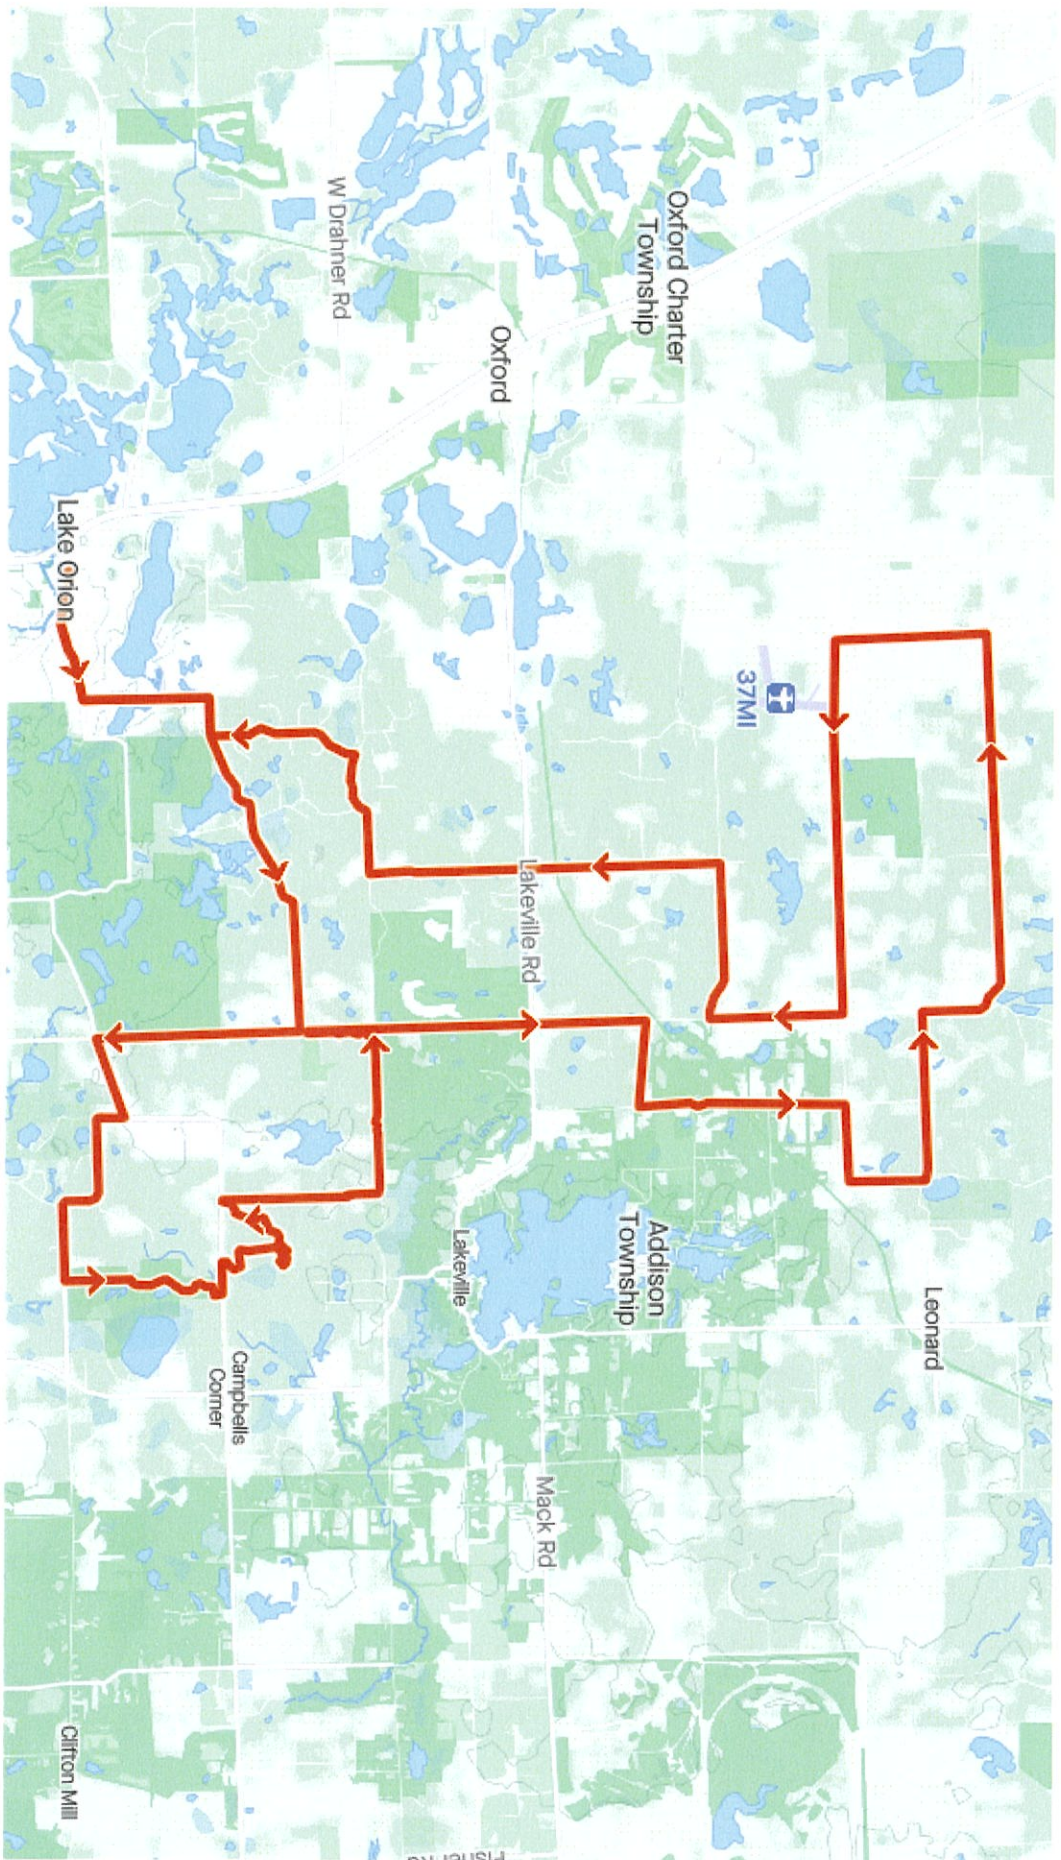 Oxford Charter
Township
W Drahner Rd
Oxford
Lake Orion
37MI
Lakeville Rd
Addison
Township
Lakeville
Leonard
Campbells
Corner
Mack Rd
Clifton Mill